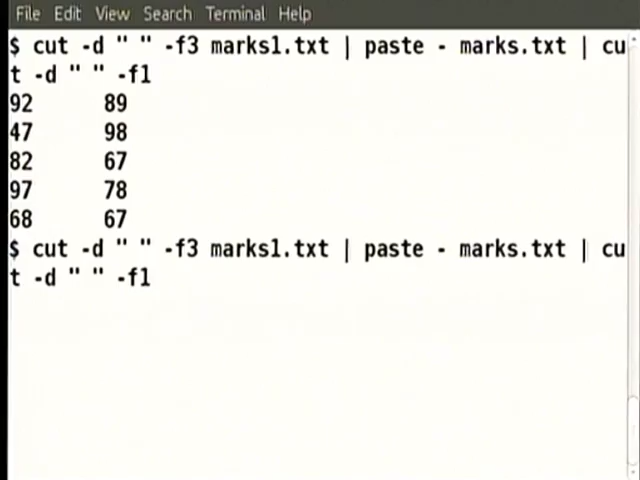 File Edit View Search Terminal Help
$ cut -d " " -f3 marks1.txt | paste - marks.txt | cu
t -d " " -f1
92 89
47 98
82 67
97 78
68 67
$ cut -d " " -f3 marks1.txt | paste - marks.txt | cu
t -d " " -f1